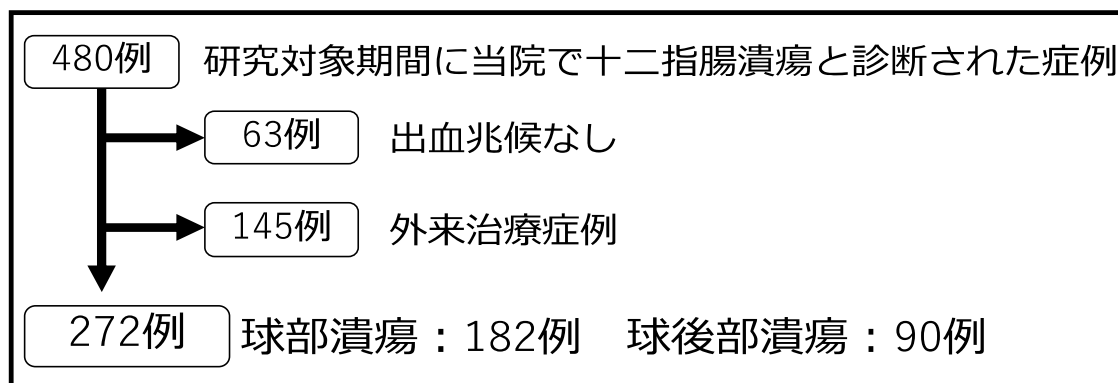 480例 研究対象期間に当院で十二指腸潰瘍と診断された症例
63例 出血兆候なし
145例 外来治療症例
272例 球部潰瘍：182例 球後部潰瘍：90例